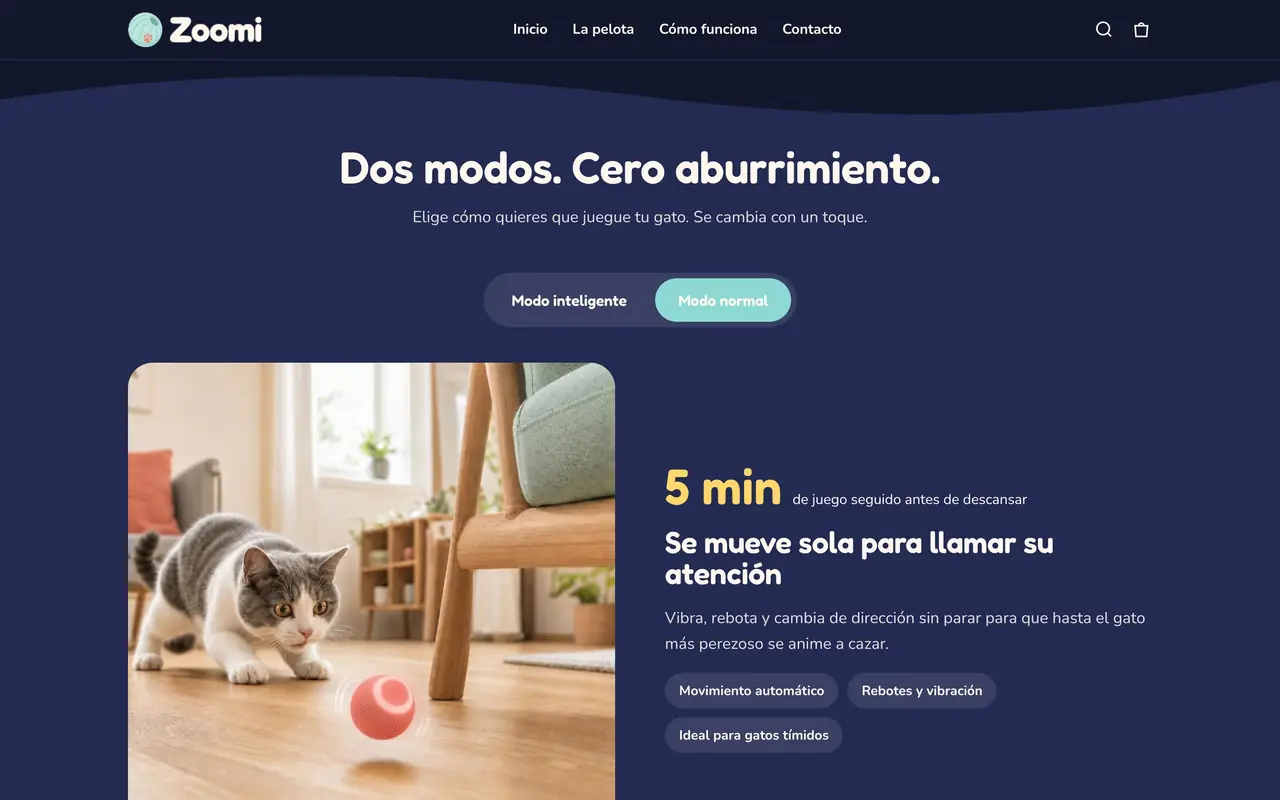 Zoomi
Inicio
La pelota
Cómo funciona
Contacto
Dos modos. Cero aburrimiento.
Elige cómo quieres que juegue tu gato. Se cambia con un toque.
Modo inteligente
Modo normal
5 min de juego seguido antes de descansar
Se mueve sola para llamar su
atención
Vibra, rebota y cambia de dirección sin parar para que hasta el gato
más perezoso se anime a cazar.
Movimiento automático
Rebotes y vibración
Ideal para gatos tímidos